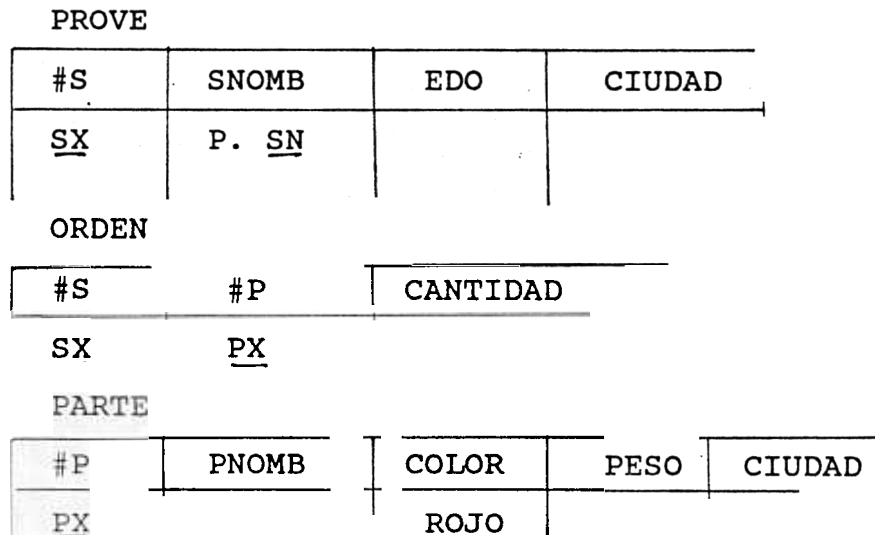 PROVE
#S SNOMB EDO CIUDAD
SX P. SN
ORDEN
#S #P CANTIDAD
SX PX
PARTE
#P PNOMB COLOR PESO CIUDAD
PX ROJO